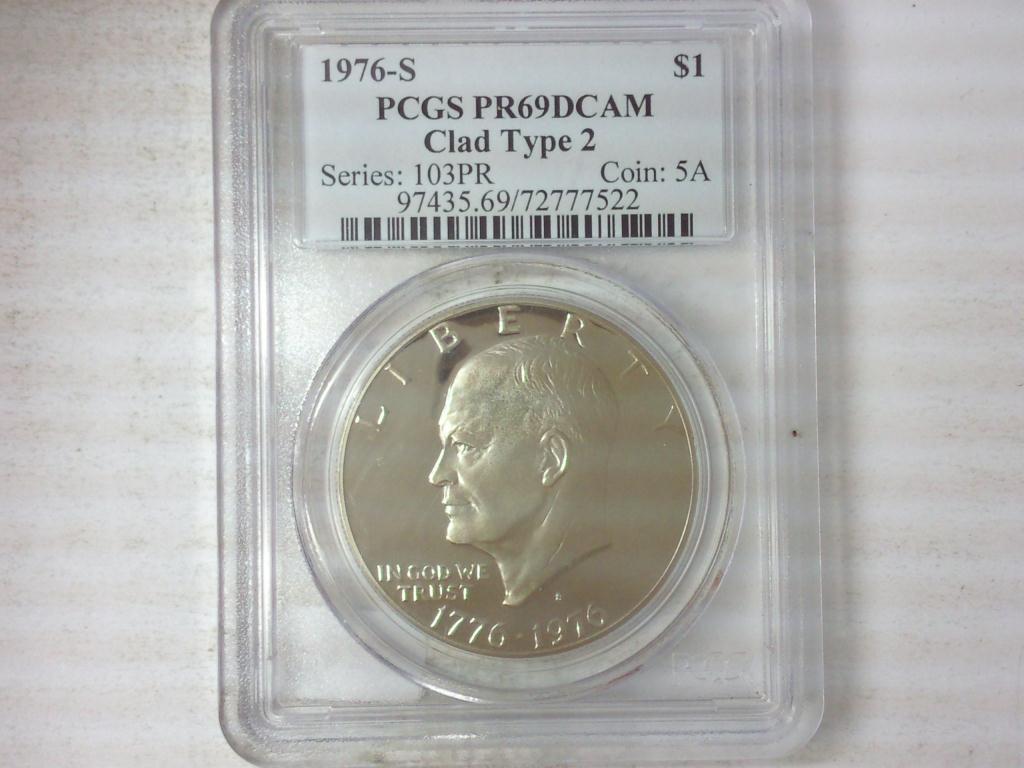 1976-S $1
PCGS PR69DCAM
Clad Type 2
Series: 103PR Coin: 5A
97435.69/72777522
LIBERTY
IN GOD WE
TRUST
S
1776-1976
PCGS